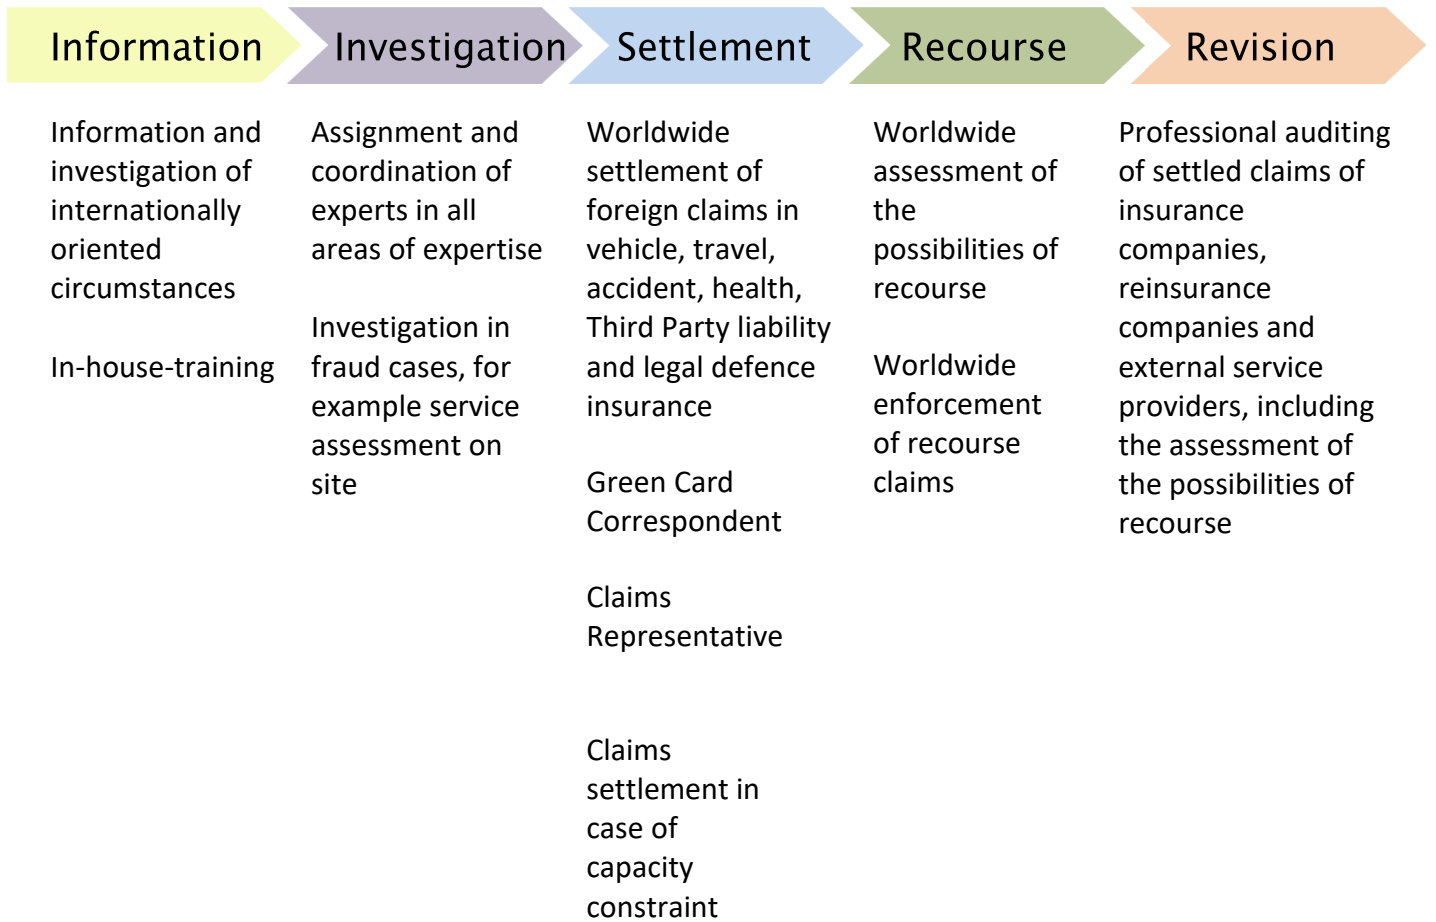 Information
Investigation
Settlement
Recourse
Revision
Information and
investigation of
internationally
oriented
circumstances
In-house-training
Assignment and
coordination of
experts in all
areas of expertise
Investigation in
fraud cases, for
example service
assessment on
site
Worldwide
settlement of
foreign claims in
vehicle, travel,
accident, health,
Third Party liability
and legal defence
insurance
Green Card
Correspondent
Claims
Representative
Claims
settlement in
case of
capacity
constraint
Worldwide
assessment of
the
possibilities of
recourse
Worldwide
enforcement
of recourse
claims
Professional auditing
of settled claims of
insurance
companies,
reinsurance
companies and
external service
providers, including
the assessment of
the possibilities of
recourse